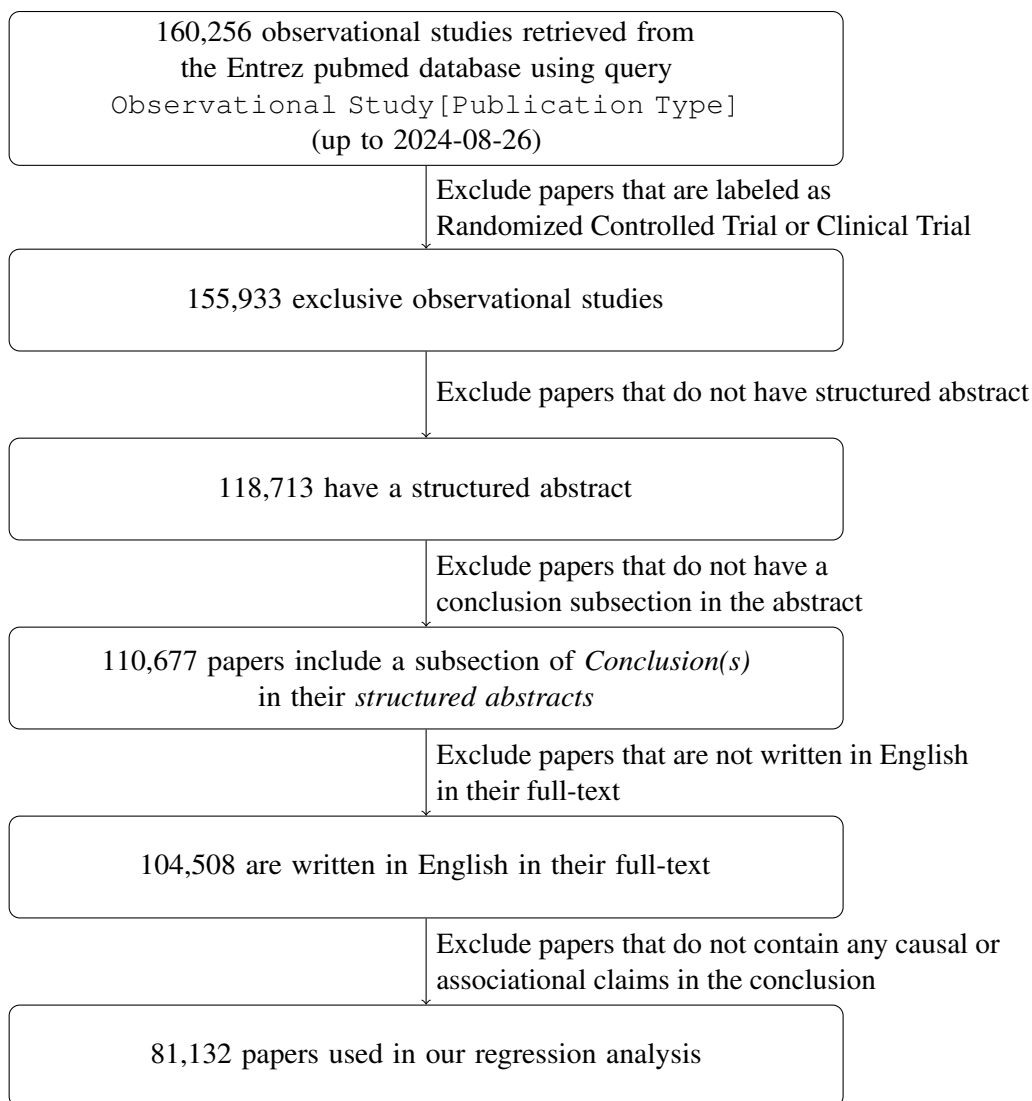 160,256 observational studies retrieved from
the Entrez pubmed database using query
Observational Study[Publication Type]
(up to 2024-08-26)
Exclude papers that are labeled as
Randomized Controlled Trial or Clinical Trial
155,933 exclusive observational studies
Exclude papers that do not have structured abstract
118,713 have a structured abstract
Exclude papers that do not have a
conclusion subsection in the abstract
110,677 papers include a subsection of Conclusion(s)
in their structured abstracts
Exclude papers that are not written in English
in their full-text
104,508 are written in English in their full-text
Exclude papers that do not contain any causal or
associational claims in the conclusion
81,132 papers used in our regression analysis